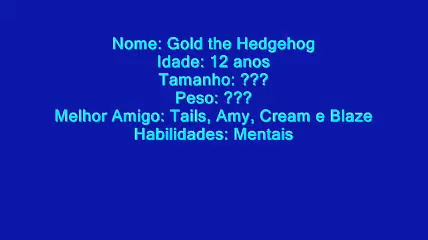 Nome: Gold the Hedgehog
Idade: 12 anos
Tamanho: ???
Peso: ???
Melhor Amigo: Tails, Amy, Cream e Blaze
Habilidades: Mentais